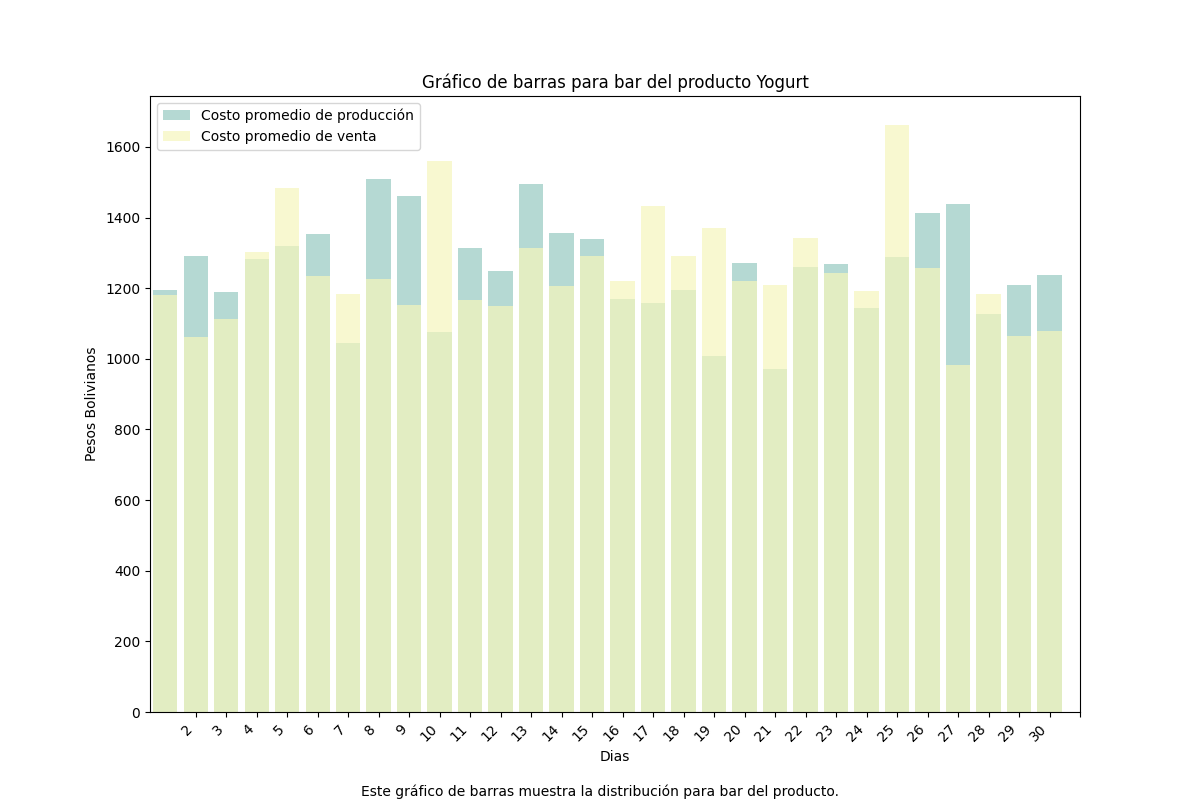 Gráfico de barras para bar del producto Yogurt
Costo promedio de producción
Costo promedio de venta
1600
1400
1200
1000
800
600
400
200
0
Pesos Bolivianos
2 3 4 5 6 7 8 9 10 11 12 13 14 15 16 17 18 19 20 21 22 23 24 25 26 27 28 29 30
Dias
Este gráfico de barras muestra la distribución para bar del producto.